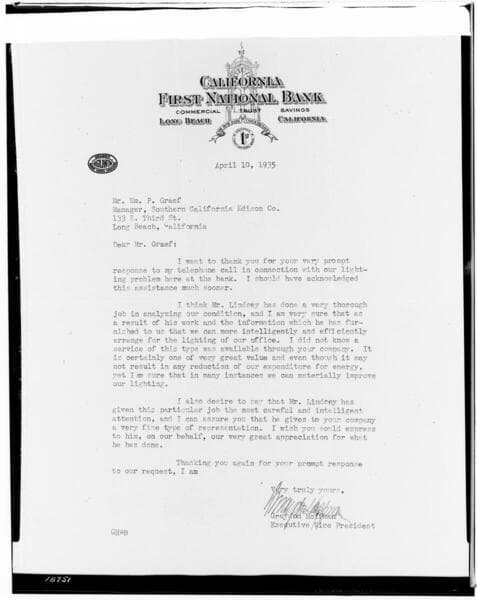 CALIFORNIA
FIRST NATIONAL BANK
COMMERCIAL TRUST SAVINGS
LONG BEACH CALIFORNIA
April 10, 1935
Mr. Wm. P. Graef
Manager, Southern California Edison Co.
133 E. Third St.
Long Beach, California
Dear Mr. Graef:
I want to thank you for your very prompt
response to my telephone call in connection with our light-
ing problem here at the bank. I should have acknowledged
this assistance much sooner.
I think Mr. Lindsey has done a very thorough
job in analyzing our condition, and I am very sure that as
a result of his work and the information which he has fur-
nished to us that we can more intelligently and efficiently
arrange for the lighting of our office. I did not know a
service of this type was available through your company. It
is certainly one of very great value and even though it may
not result in any reduction of our expenditure for energy,
yet I am sure that in many instances we can materially improve
our lighting.
I also desire to say that Mr. Lindsey has
given this particular job the most careful and intelligent
attention, and I can assure you that he gives to your company
a very fine type of representation. I wish you would express
to him, on our behalf, our very great appreciation for what
he has done.
Thanking you again for your prompt response
to our request, I am
Very truly yours,
Executive Vice President
18751